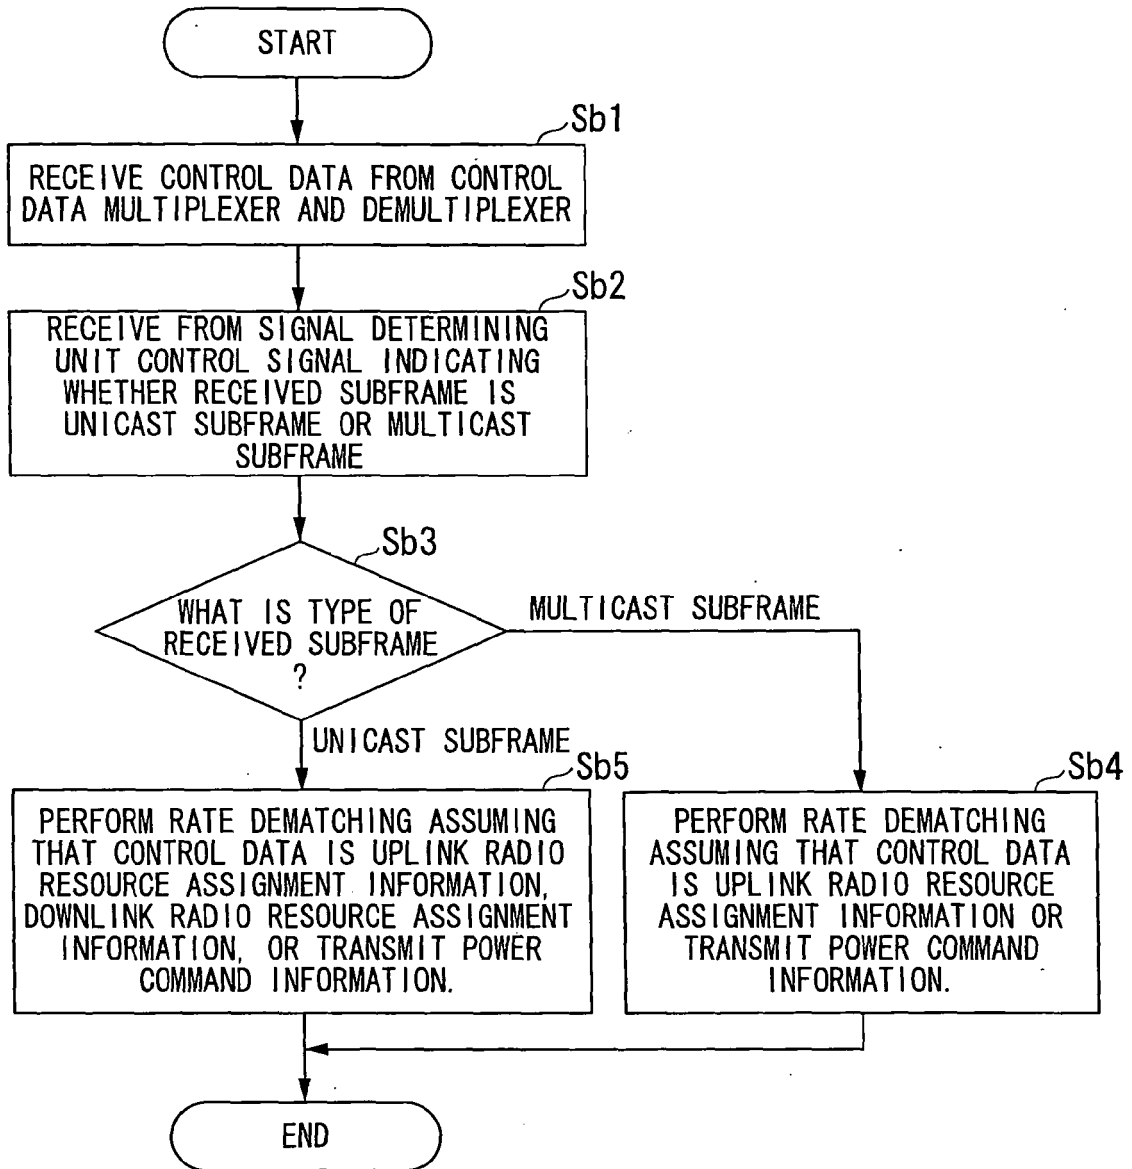 START
Sb1
RECEIVE CONTROL DATA FROM CONTROL
DATA MULTIPLEXER AND DEMULTIPLEXER
Sb2
RECEIVE FROM SIGNAL DETERMINING
UNIT CONTROL SIGNAL INDICATING
WHETHER RECEIVED SUBFRAME IS
UNICAST SUBFRAME OR MULTICAST
SUBFRAME
Sb3
WHAT IS TYPE OF
RECEIVED SUBFRAME
?
MULTICAST SUBFRAME
UNICAST SUBFRAME
Sb5
PERFORM RATE DEMATCHING ASSUMING
THAT CONTROL DATA IS UPLINK RADIO
RESOURCE ASSIGNMENT INFORMATION,
DOWNLINK RADIO RESOURCE ASSIGNMENT
INFORMATION, OR TRANSMIT POWER
COMMAND INFORMATION.
Sb4
PERFORM RATE DEMATCHING
ASSUMING THAT CONTROL DATA
IS UPLINK RADIO RESOURCE
ASSIGNMENT INFORMATION OR
TRANSMIT POWER COMMAND
INFORMATION.
END